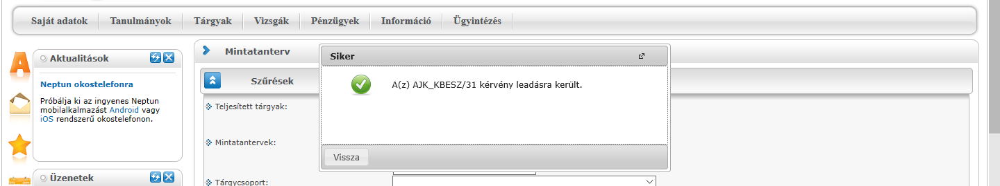 Saját adatok Tanulmányok Tárgyak Vizsgák Pénzügyek Információ Ügyintézés
Aktualitások
Neptun okostelefonra
Próbálja ki az ingyenes Neptun
mobilalkalmazást Android vagy
iOS rendszerű okostelefonon.
Üzenetek
Mintatanterv
Szűrések
Teljesített tárgyak:
Mintatantervek:
Tárgycsoport:
Siker
A(z) AJK_KBESZ/31 kérvény leadásra került.
Vissza